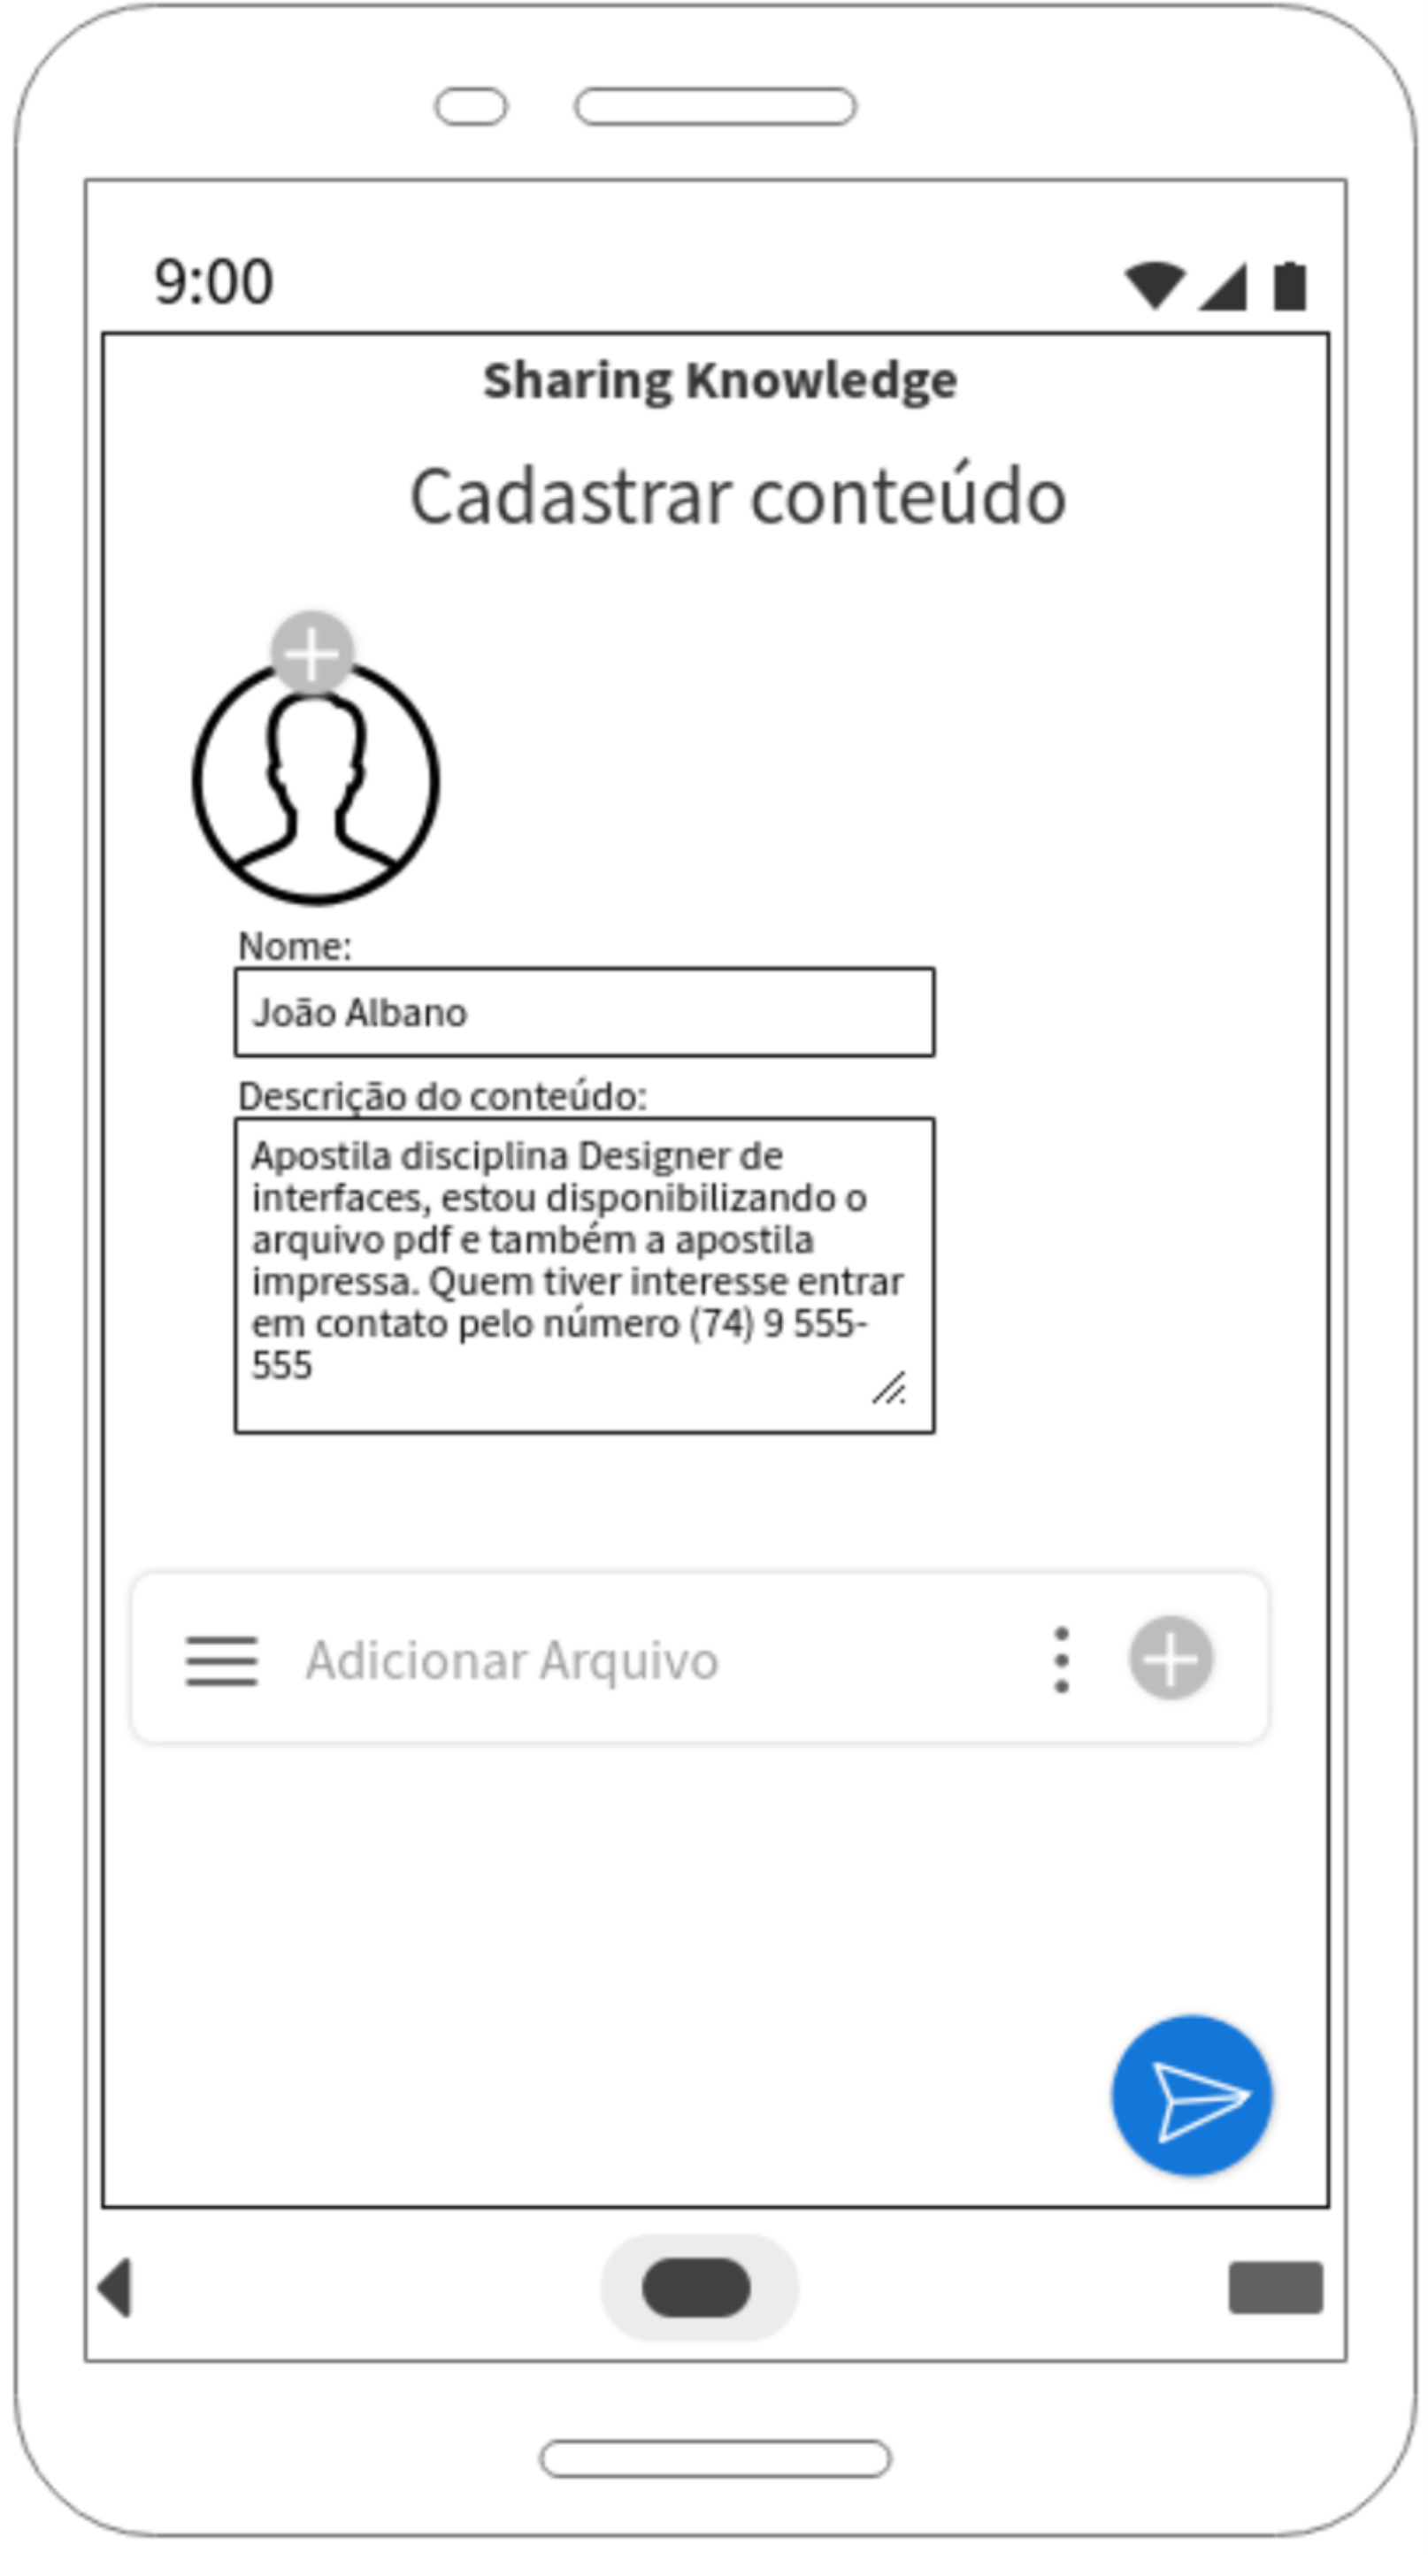 9:00
Sharing Knowledge
Cadastrar conteúdo
Nome:
João Albano
Descrição do conteúdo:
Apostila disciplina Designer de
interfaces, estou disponibilizando o
arquivo pdf e também a apostila
impressa. Quem tiver interesse entrar
em contato pelo número (74) 9 555-
555
Adicionar Arquivo